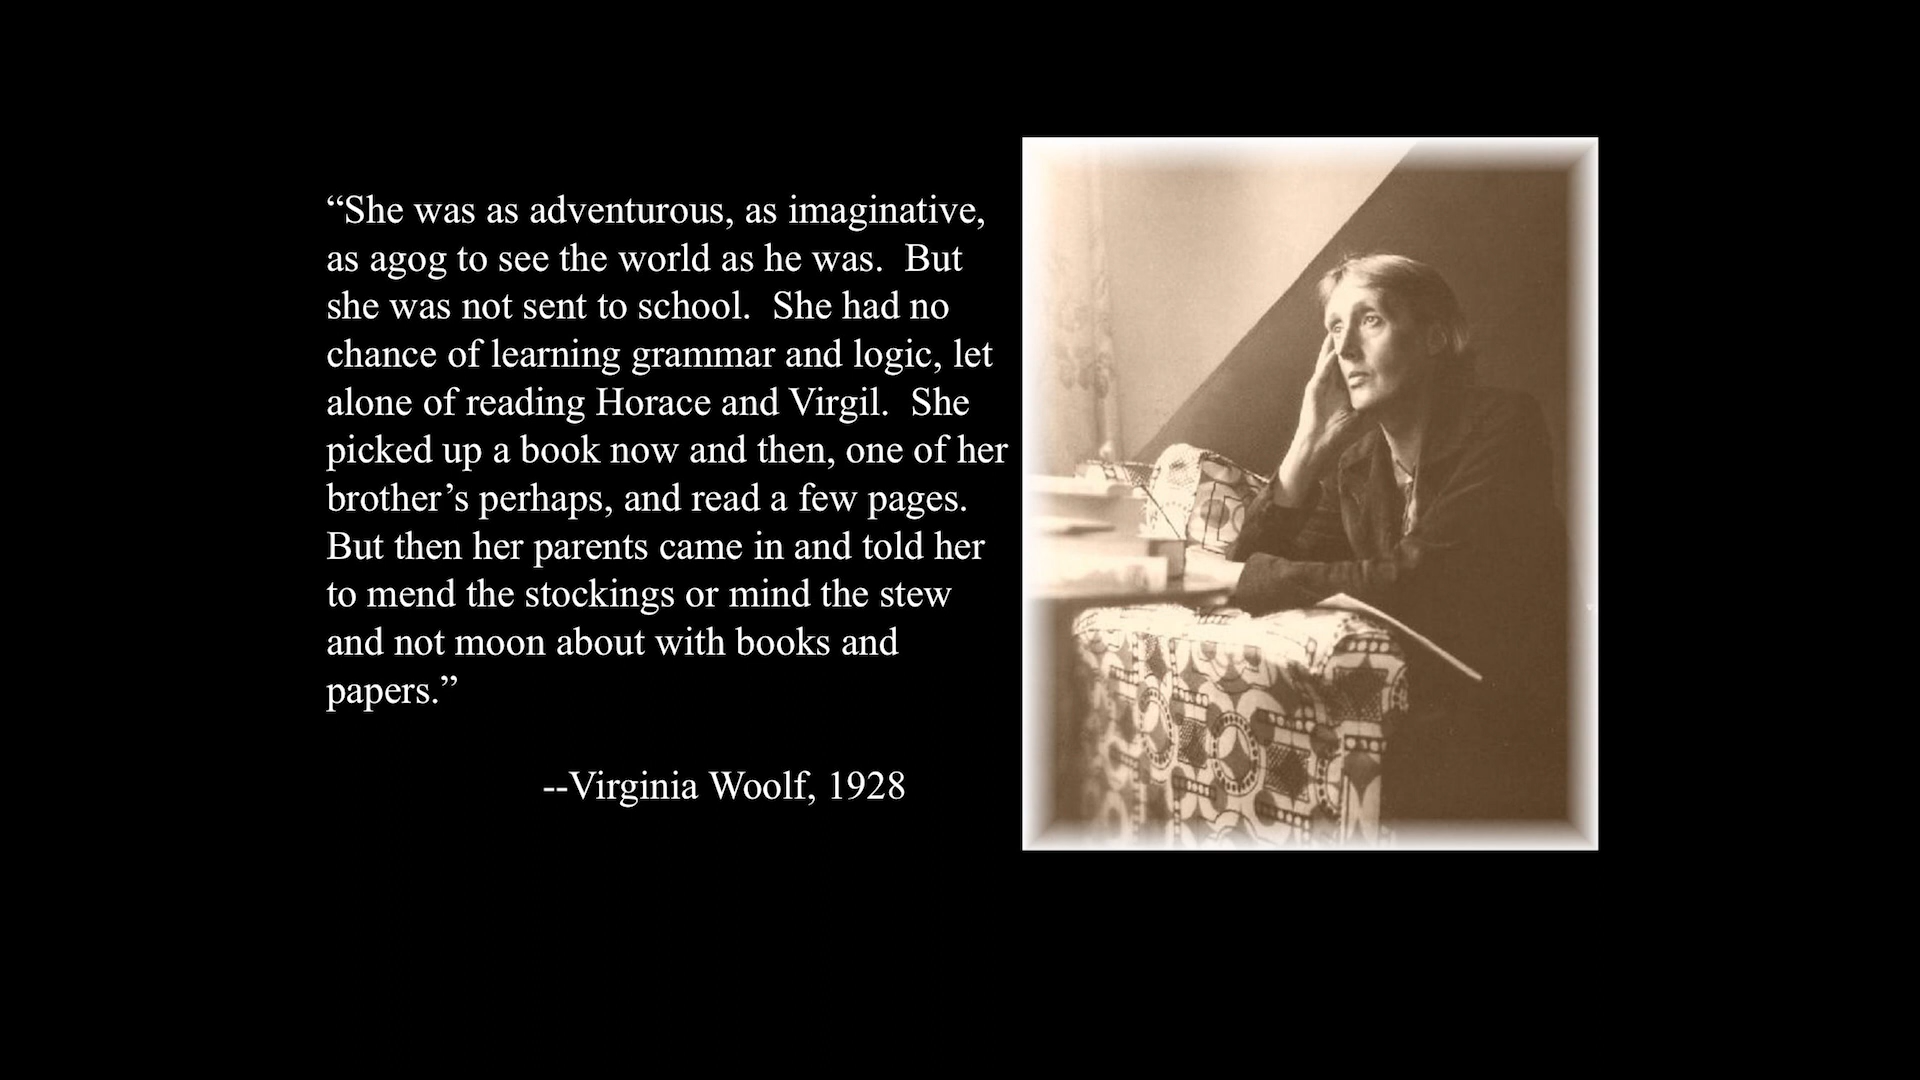 “She was as adventurous, as imaginative,
as agog to see the world as he was.  But
she was not sent to school.  She had no
chance of learning grammar and logic, let
alone of reading Horace and Virgil.  She
picked up a book now and then, one of her
brother’s perhaps, and read a few pages.
But then her parents came in and told her
to mend the stockings or mind the stew
and not moon about with books and
papers.”
--Virginia Woolf, 1928